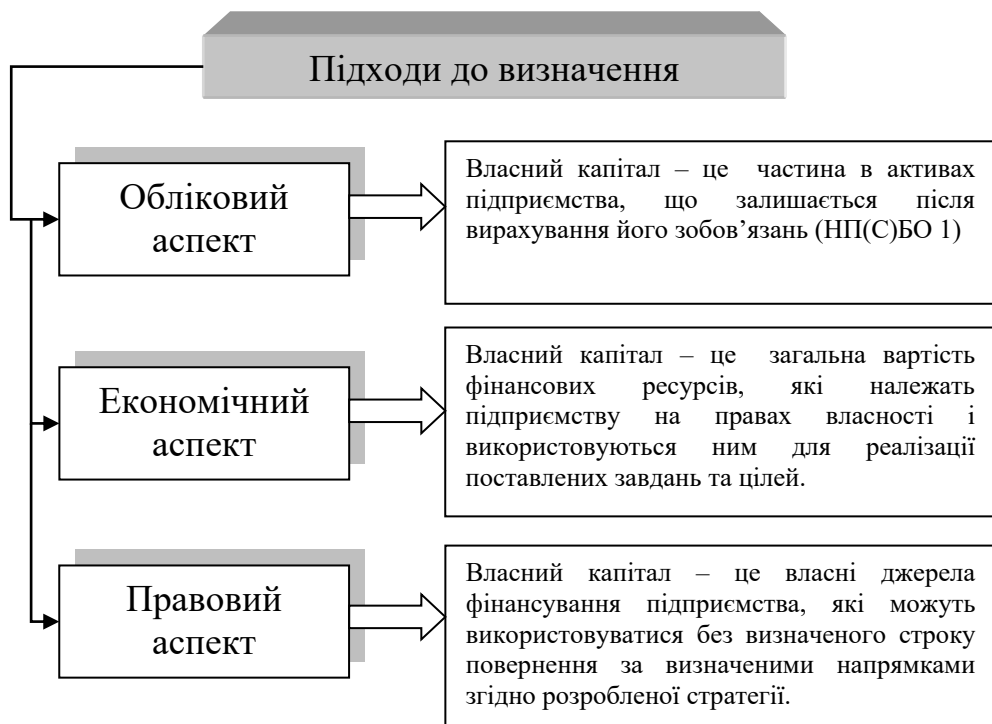 Підходи до визначення
Обліковий
аспект
Власний капітал – це частина в активах
підприємства, що залишається після
вирахування його зобов’язань (НП(С)БО 1)
Економічний
аспект
Власний капітал – це загальна вартість
фінансових ресурсів, які належать
підприємству на правах власності і
використовуються ним для реалізації
поставлених завдань та цілей.
Правовий
аспект
Власний капітал – це власні джерела
фінансування підприємства, які можуть
використовуватися без визначеного строку
повернення за визначеними напрямками
згідно розробленої стратегії.